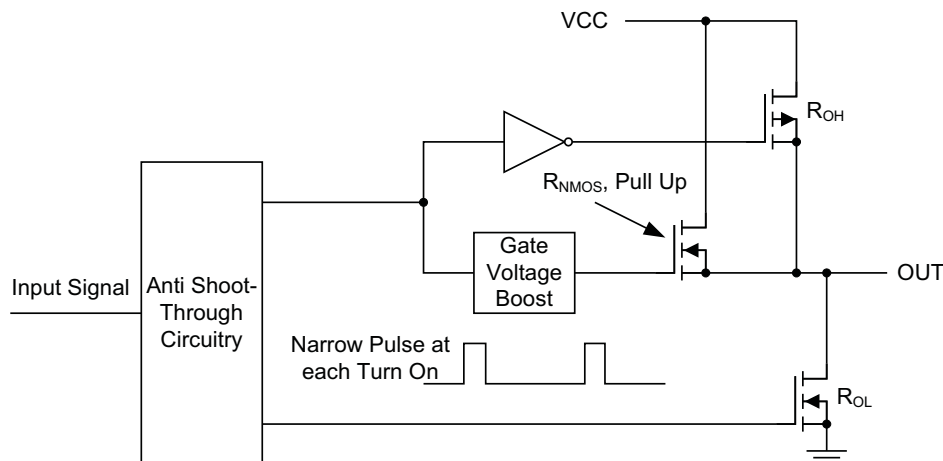 VCC
R_OH
R_NMOS, Pull Up
Gate
Voltage
Boost
OUT
Input Signal
Anti Shoot-
Through
Circuitry
Narrow Pulse at
each Turn On
R_OL